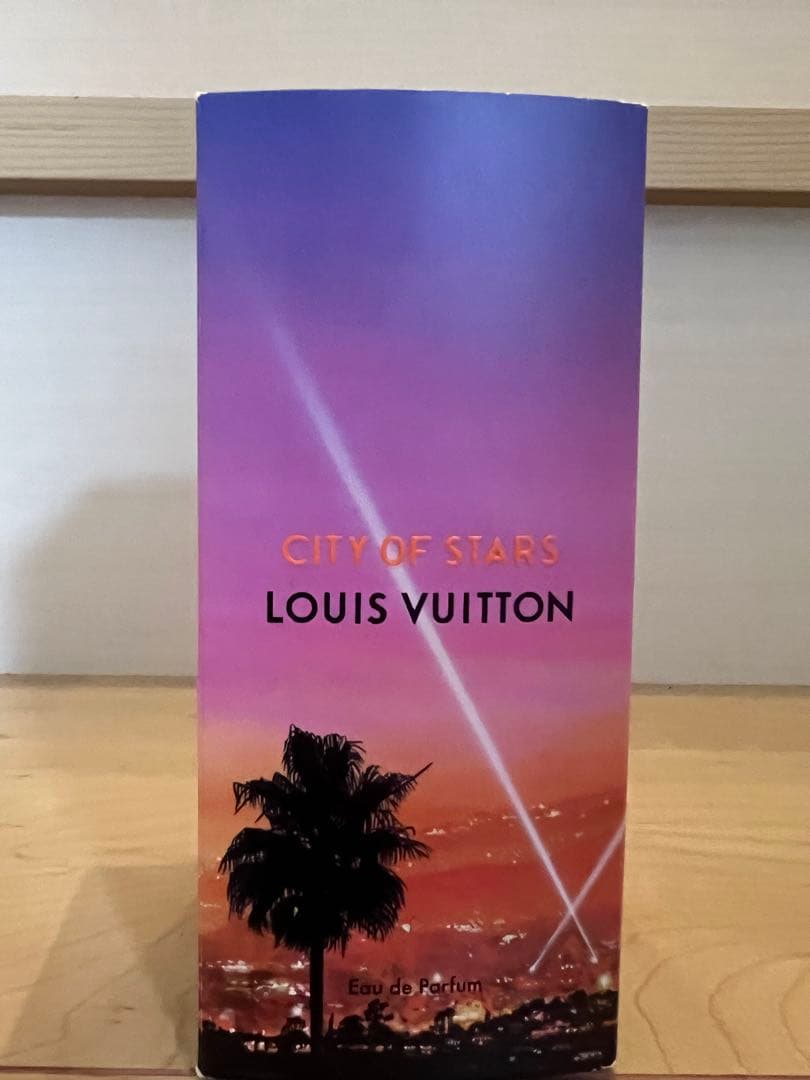 CITY OF STARS
LOUIS VUITTON
Eau de Parfum